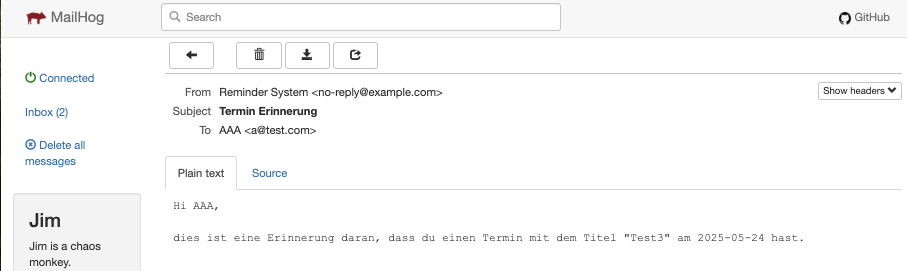 MailHog
Search
GitHub
Connected
From Reminder System <no-reply@example.com>
Show headers
Inbox (2)
Subject Termin Erinnerung
To AAA <a@test.com>
Delete all
messages
Plain text Source
Jim
Jim is a chaos
monkey.
Hi AAA,
dies ist eine Erinnerung daran, dass du einen Termin mit dem Titel "Test3" am 2025-05-24 hast.